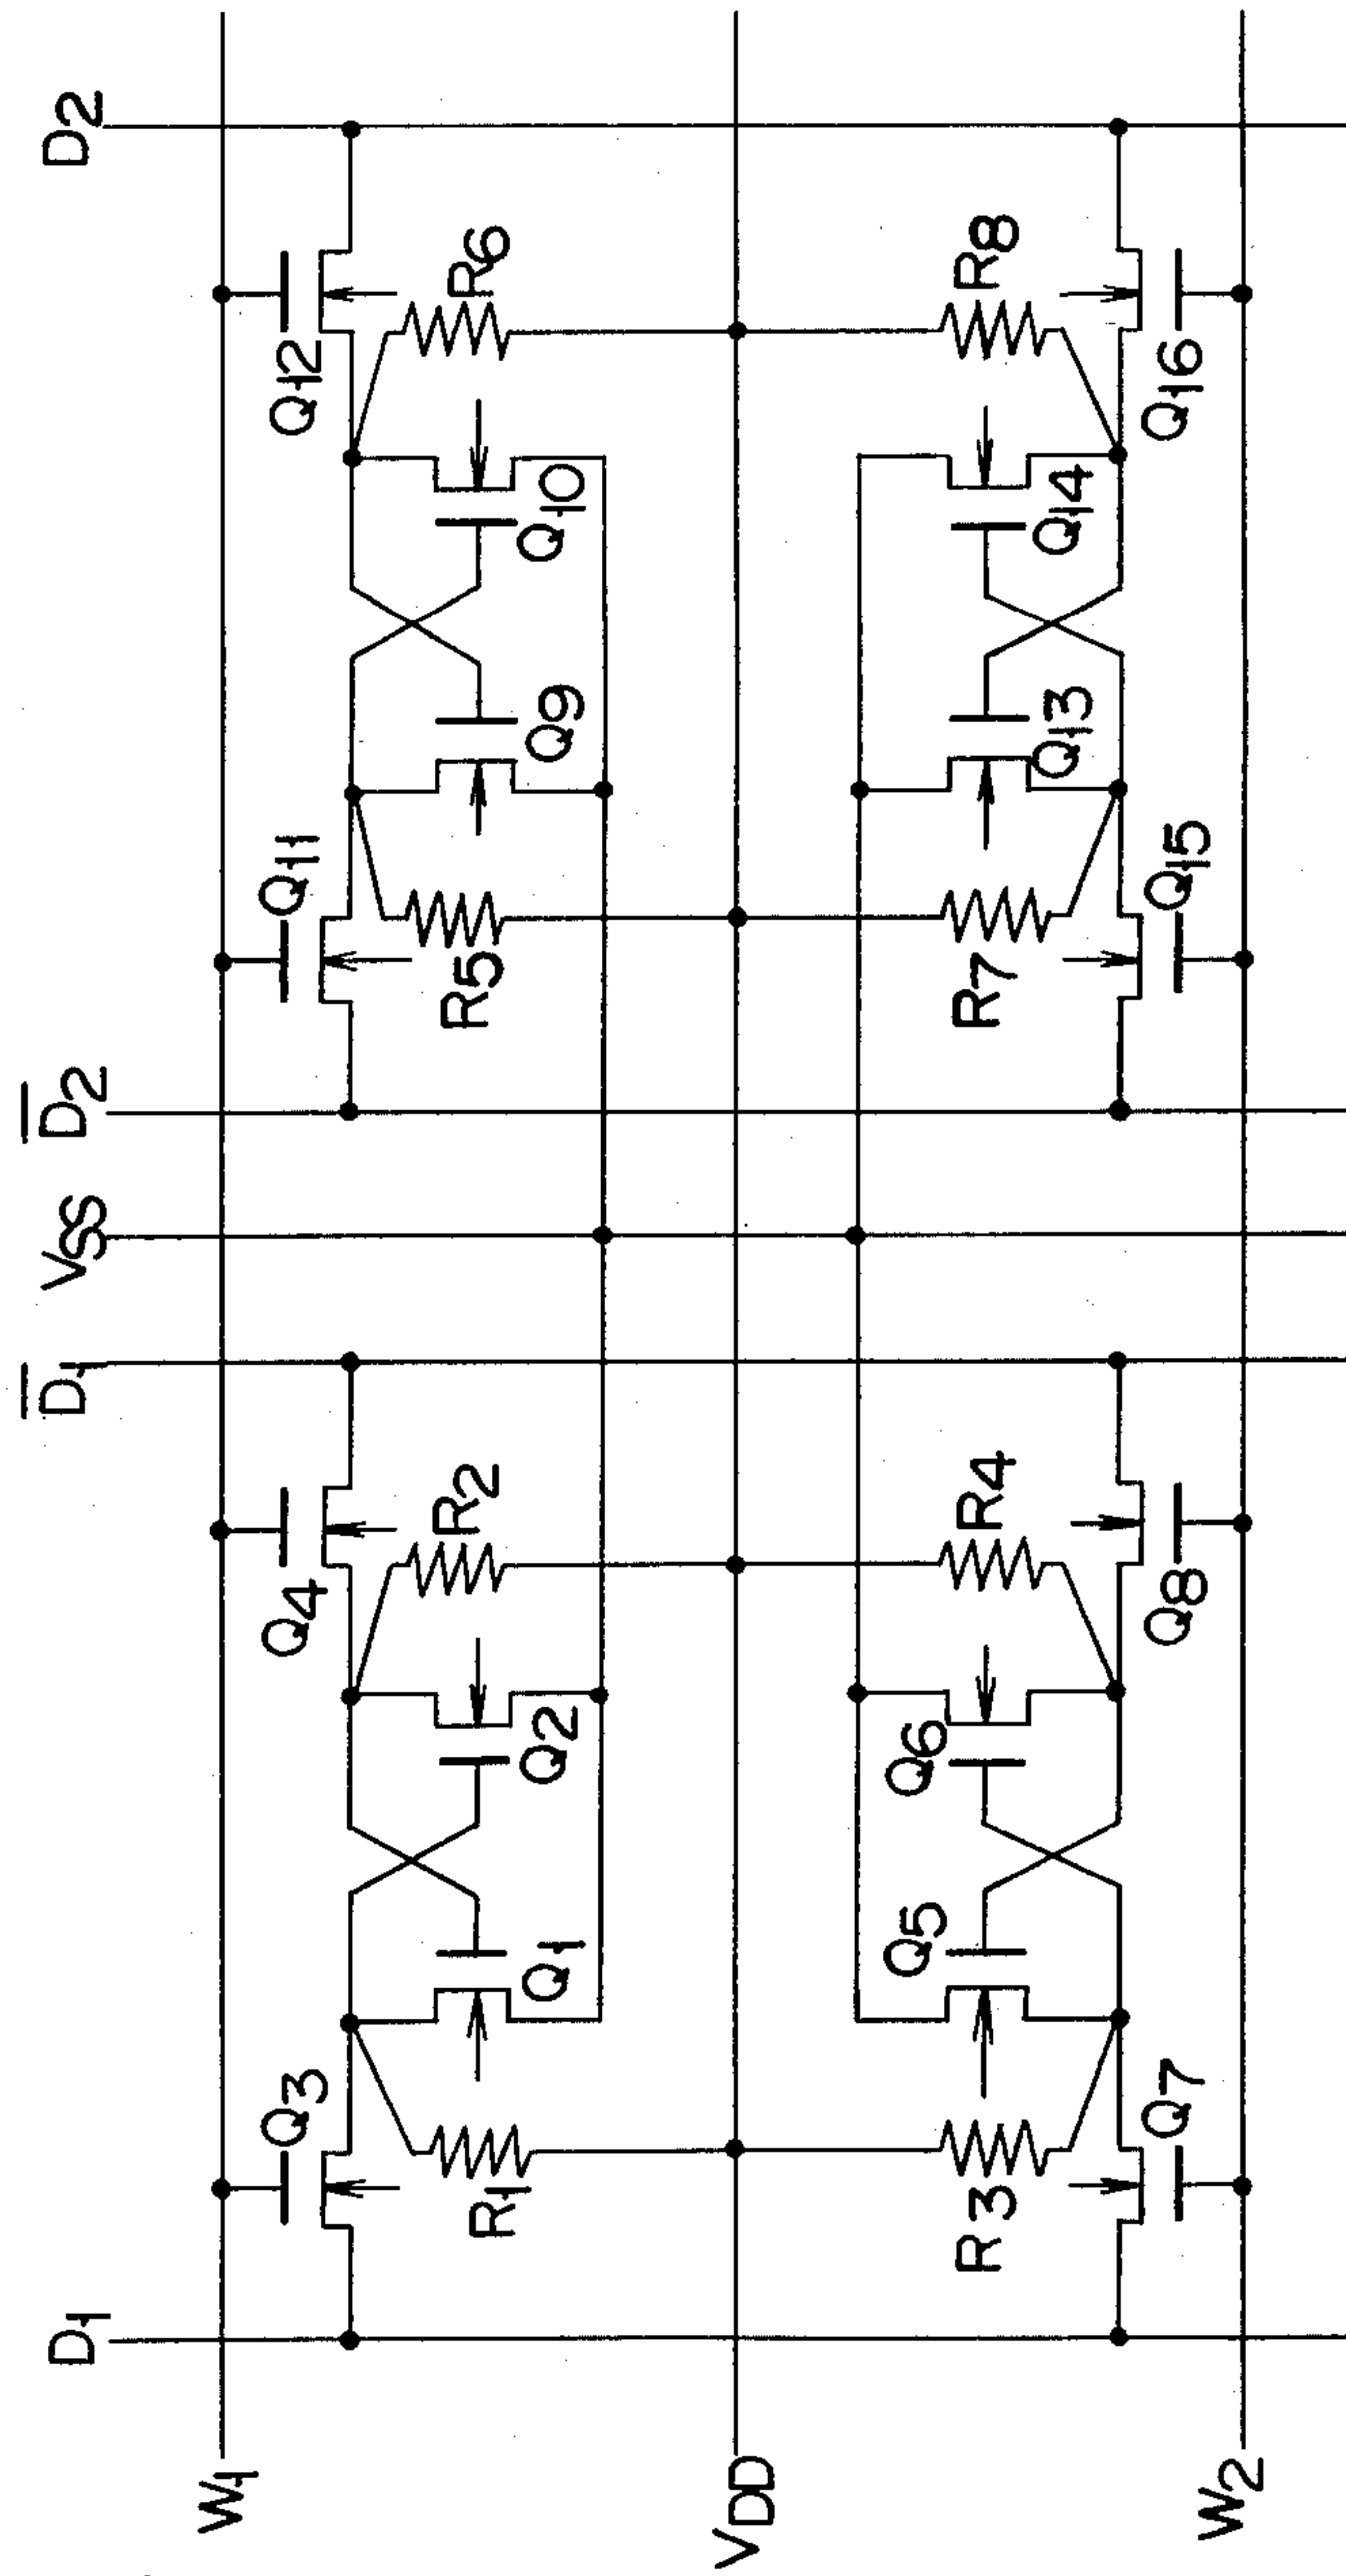 D1 D̅1 VSS D̅2 D2
W1
Q3 Q4 Q11 Q12
R1 Q1 Q2 R2 R5 Q9 Q10 R6
VDD
R3 Q5 Q6 R4 R7 Q13 Q14 R8
Q7 Q8 Q15 Q16
W2